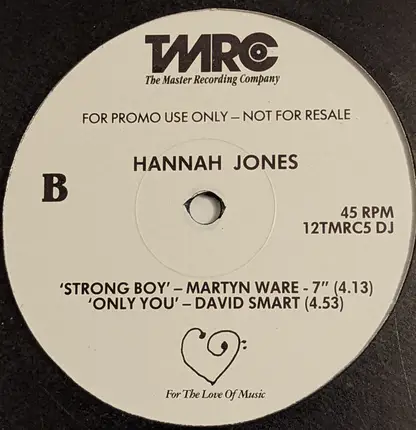 TMRC
The Master Recording Company
FOR PROMO USE ONLY – NOT FOR RESALE
HANNAH JONES
B
45 RPM
12TMRC5 DJ
'STRONG BOY' – MARTYN WARE - 7" (4.13)
'ONLY YOU' – DAVID SMART (4.53)
For The Love Of Music